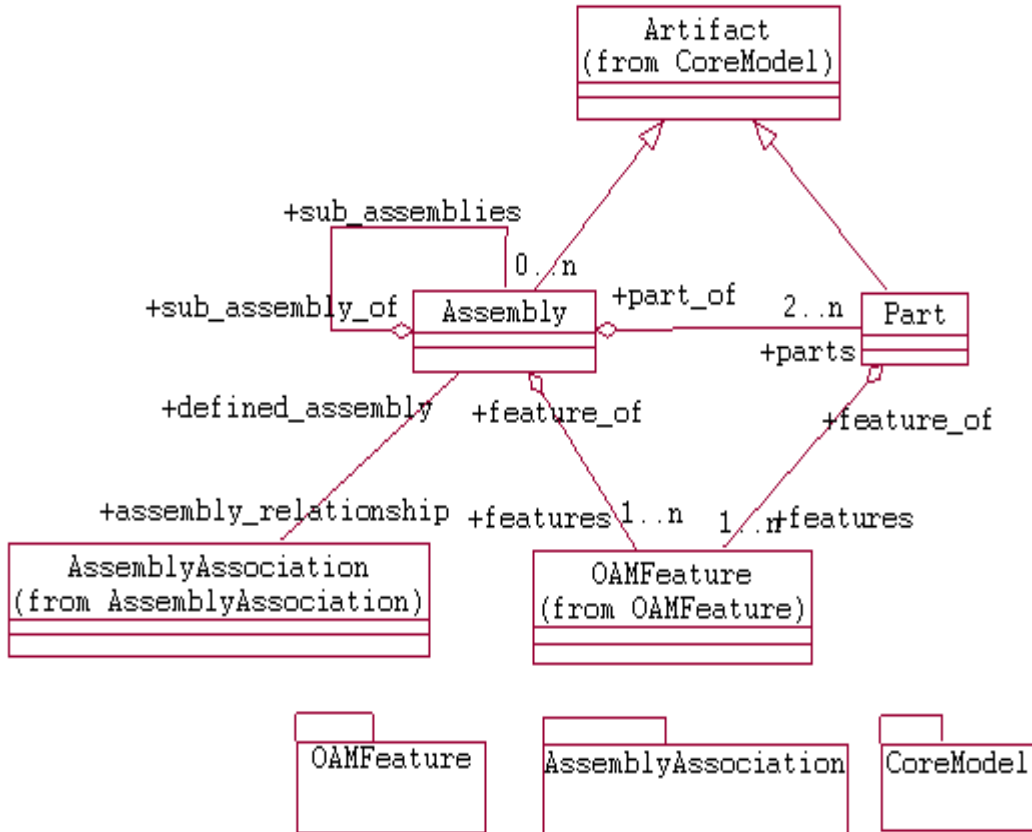 Artifact
(from CoreModel)
+sub_assemblies
0..n
+sub_assembly_of
Assembly
+part_of
2..n
Part
+parts
+defined_assembly
+feature_of
+feature_of
+assembly_relationship
+features
1..n
1..n
+features
AssemblyAssociation
(from AssemblyAssociation)
OAMFeature
(from OAMFeature)
OAMFeature
AssemblyAssociation
CoreModel